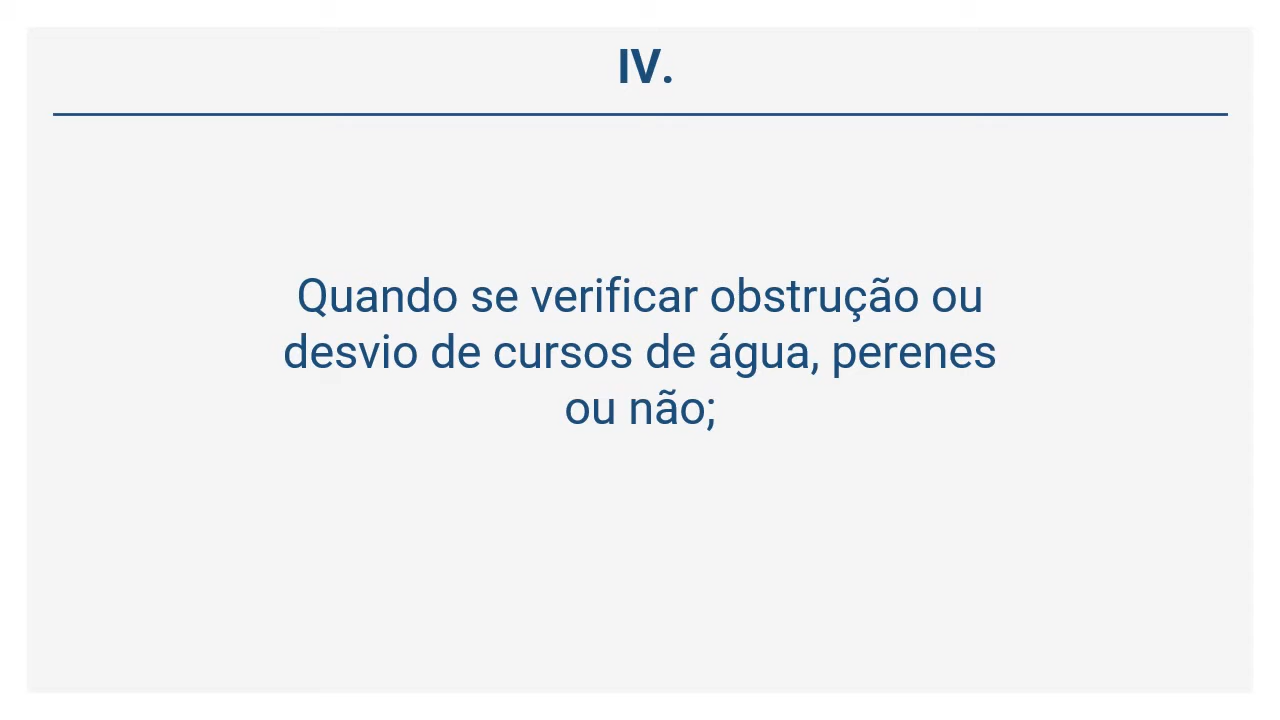 IV.
Quando se verificar obstrução ou
desvio de cursos de água, perenes
ou não;